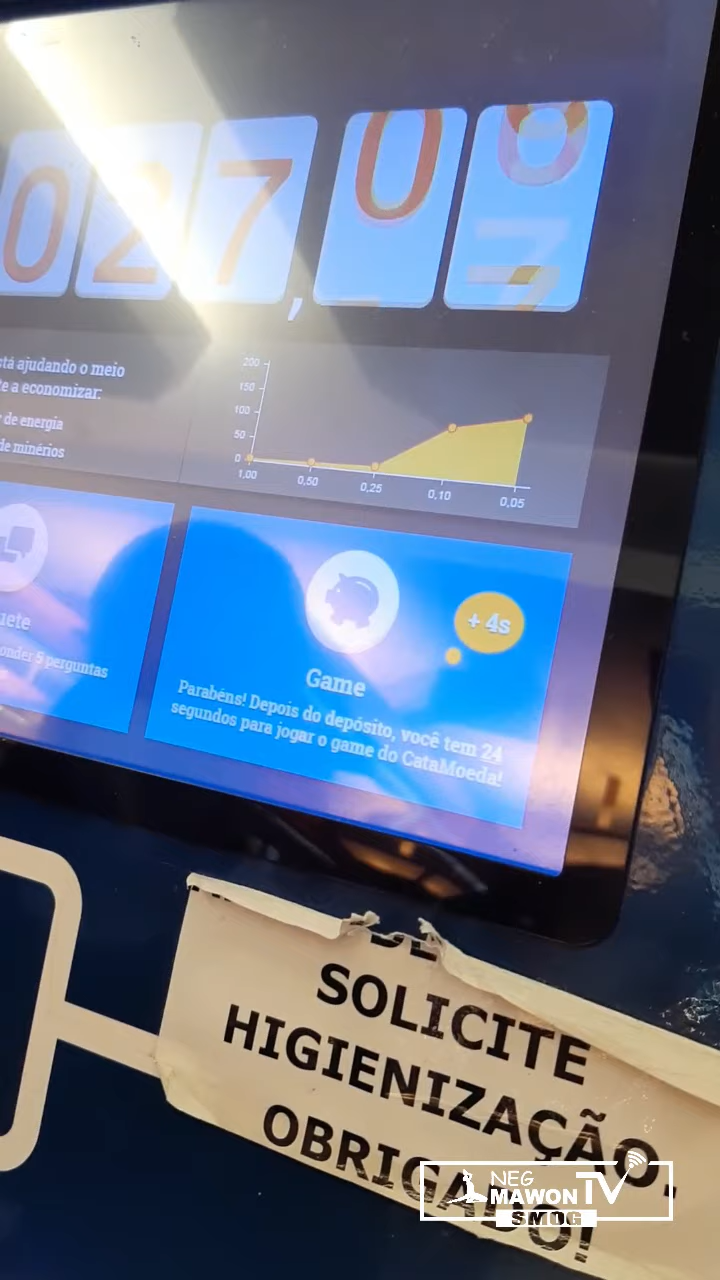 027,0
stá ajudando o meio
te a economizar:
de energia
de minérios
200
150
100
50
0
1,00 0,50 0,25 0,10 0,05
onder 5 perguntas
+ 4s
Game
Parabéns! Depois do depósito, você tem 24
segundos para jogar o game do CataMoeda!
SOLICITE
HIGIENIZAÇÃO.
OBRIGADO!
NEG
MAWON TV
SMOG